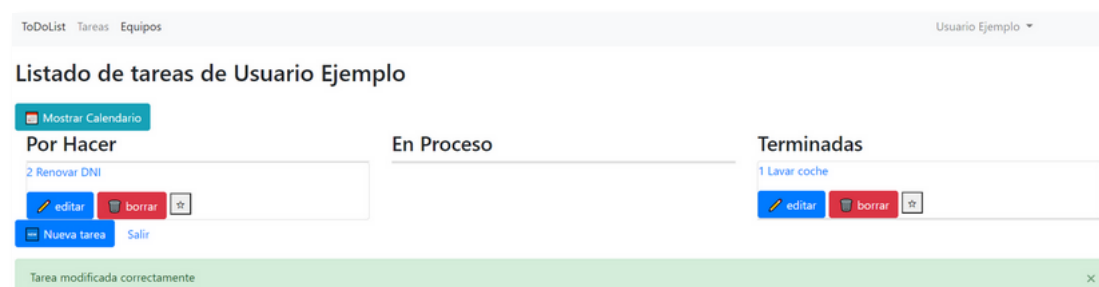 ToDoList Tareas Equipos Usuario Ejemplo
Listado de tareas de Usuario Ejemplo
Mostrar Calendario
Por Hacer
2 Renovar DNI
editar borrar
En Proceso
Terminadas
1 Lavar coche
editar borrar
Nueva tarea Salir
Tarea modificada correctamente ×